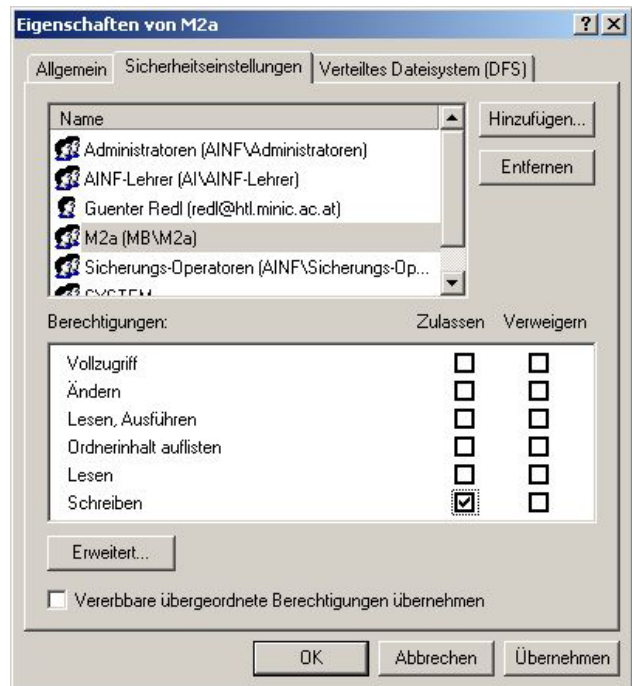 Eigenschaften von M2a
Allgemein Sicherheitseinstellungen Verteiltes Dateisystem (DFS)
Name
Hinzufügen...
Administratoren (AINF\Administratoren)
Entfernen
AINF-Lehrer (AI\AINF-Lehrer)
Guenter Redl (redl@htl.minic.ac.at)
M2a (MB\M2a)
Sicherungs-Operatoren (AINF\Sicherungs-Op...
SYSTEM
Berechtigungen: Zulassen Verweigern
Vollzugriff
Ändern
Lesen, Ausführen
Ordnerinhalt auflisten
Lesen
Schreiben
Erweitert...
Vererbbare übergeordnete Berechtigungen übernehmen
OK Abbrechen Übernehmen